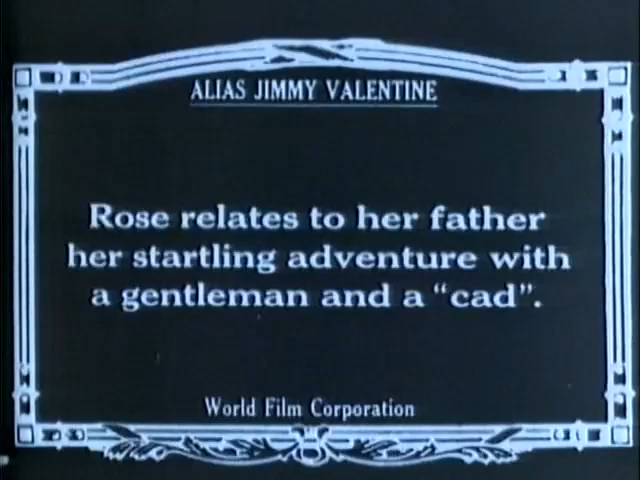 ALIAS JIMMY VALENTINE
Rose relates to her father
her startling adventure with
a gentleman and a “cad”.
World Film Corporation